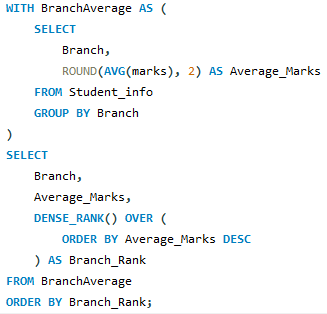 WITH BranchAverage AS (
    SELECT
        Branch,
        ROUND(AVG(marks), 2) AS Average_Marks
    FROM Student_info
    GROUP BY Branch
)
SELECT
    Branch,
    Average_Marks,
    DENSE_RANK() OVER (
        ORDER BY Average_Marks DESC
    ) AS Branch_Rank
FROM BranchAverage
ORDER BY Branch_Rank;